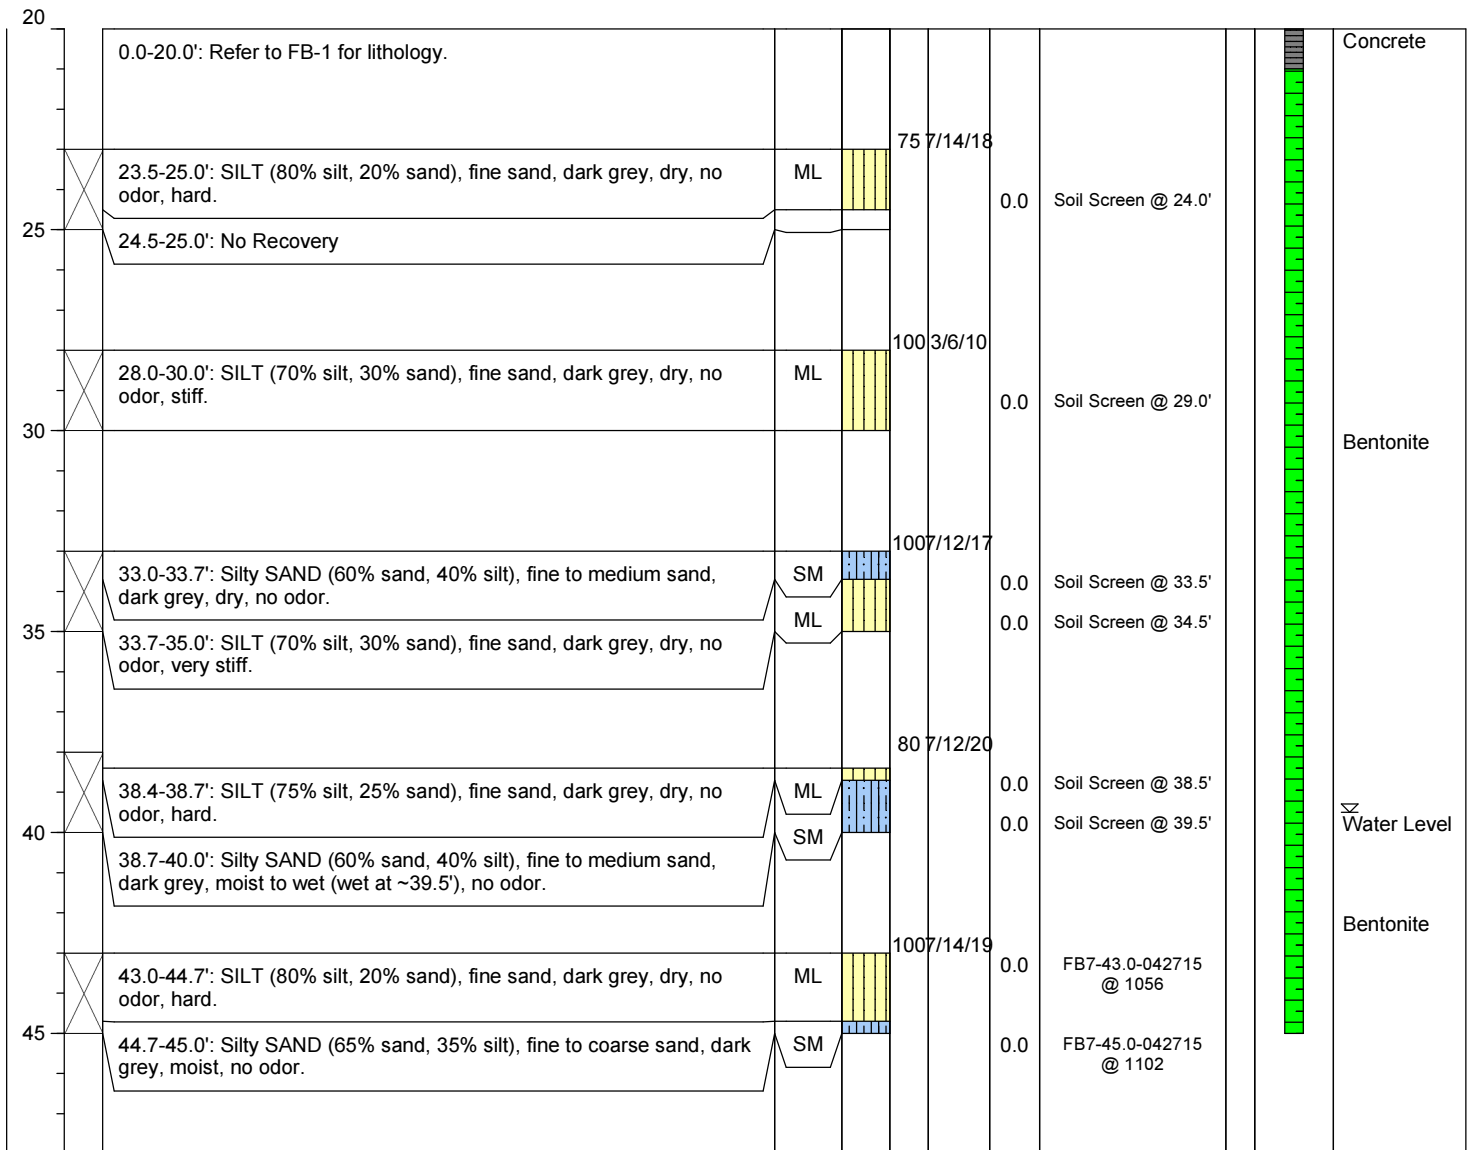 20
0.0-20.0': Refer to FB-1 for lithology.
Concrete
75 7/14/18
23.5-25.0': SILT (80% silt, 20% sand), fine sand, dark grey, dry, no
odor, hard.
ML
0.0
Soil Screen @ 24.0'
25
24.5-25.0': No Recovery
100 3/6/10
28.0-30.0': SILT (70% silt, 30% sand), fine sand, dark grey, dry, no
odor, stiff.
ML
0.0
Soil Screen @ 29.0'
30
Bentonite
100 7/12/17
33.0-33.7': Silty SAND (60% sand, 40% silt), fine to medium sand,
dark grey, dry, no odor.
SM
0.0
Soil Screen @ 33.5'
ML
0.0
Soil Screen @ 34.5'
35
33.7-35.0': SILT (70% silt, 30% sand), fine sand, dark grey, dry, no
odor, very stiff.
80 7/12/20
38.4-38.7': SILT (75% silt, 25% sand), fine sand, dark grey, dry, no
odor, hard.
ML
0.0
Soil Screen @ 38.5'
40
SM
0.0
Soil Screen @ 39.5'
Water Level
38.7-40.0': Silty SAND (60% sand, 40% silt), fine to medium sand,
dark grey, moist to wet (wet at ~39.5'), no odor.
Bentonite
100 7/14/19
43.0-44.7': SILT (80% silt, 20% sand), fine sand, dark grey, dry, no
odor, hard.
ML
0.0
FB7-43.0-042715
@ 1056
45
44.7-45.0': Silty SAND (65% sand, 35% silt), fine to coarse sand, dark
grey, moist, no odor.
SM
0.0
FB7-45.0-042715
@ 1102